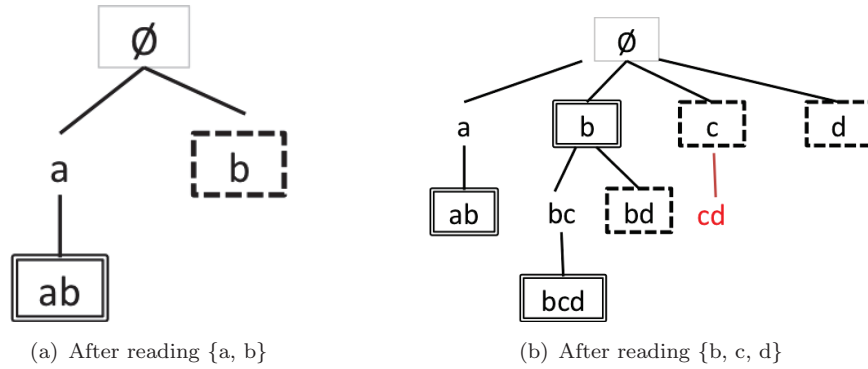 Ø
a
b
ab
(a) After reading {a, b}
Ø
a
b
c
d
ab
bc
bd
cd
bcd
(b) After reading {b, c, d}